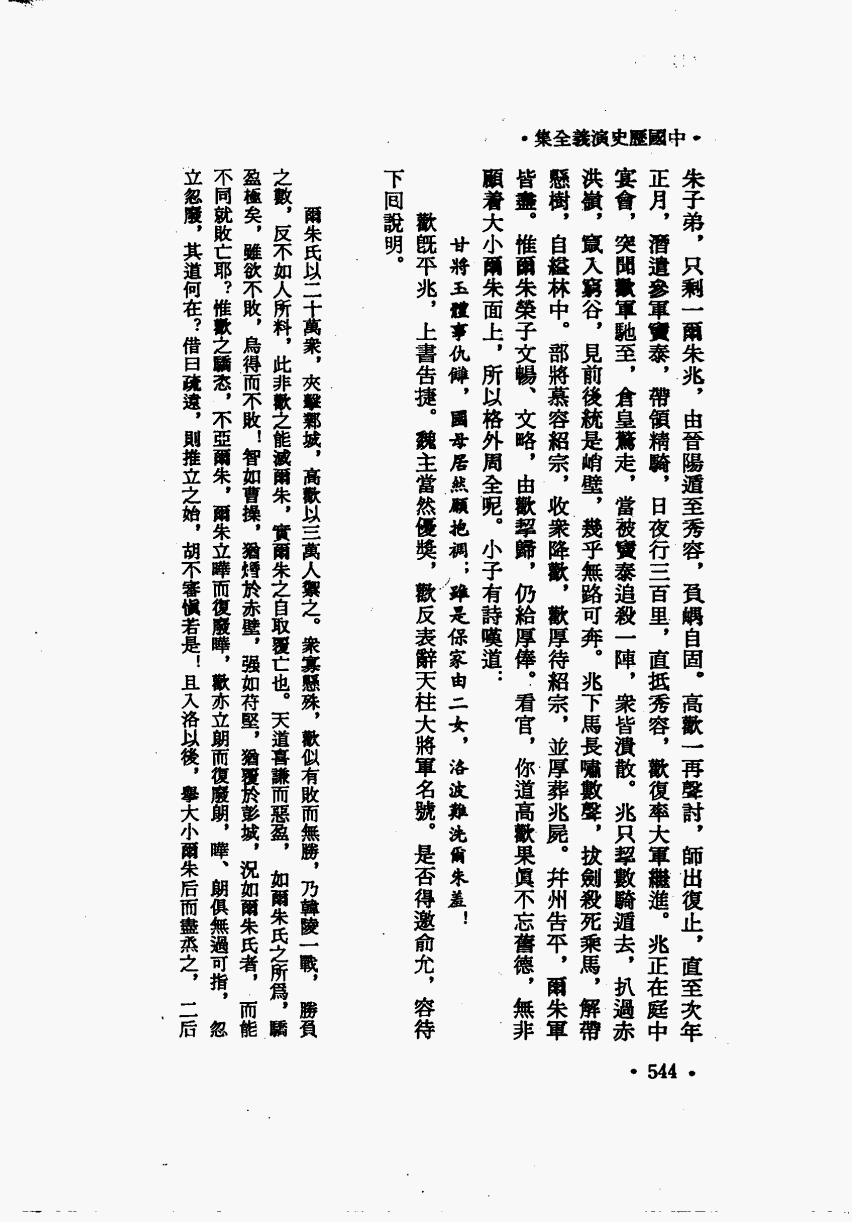 •中國歷史演義全集•
朱子弟，只剩一爾朱兆，由晉陽遁至秀容，負嵎自固。高歡一再聲討，師出復止，直至次年
正月，潛遣參軍竇泰，帶領精騎，日夜行三百里，直抵秀容，歡復率大軍繼進。兆正在庭中
宴會，突聞歡軍馳至，倉皇驚走，當被竇泰追殺一陣，衆皆潰散。兆只挈數騎遁去，扒過赤
洪嶺，竄入窮谷，見前後統是峭壁，幾乎無路可奔。兆下馬長嘯數聲，拔劍殺死乘馬，解帶
懸樹，自縊林中。部將慕容紹宗，收衆降歡，歡厚待紹宗，並厚葬兆屍。幷州告平，爾朱軍
皆盡。惟爾朱榮子文暢、文略，由歡挈歸，仍給厚俸。看官，你道高歡果眞不忘舊德，無非
顧着大小爾朱面上，所以格外周全呢。小子有詩嘆道：
甘將玉體事仇讎，國母居然願抱裯；雖是保家由二女，洛波難洗爾朱羞！
歡旣平兆，上書告捷。魏主當然優獎，歡反表辭天柱大將軍名號。是否得邀俞允，容待
下回說明。
爾朱氏以二十萬衆，夾擊鄴城，高歡以三萬人禦之。衆寡懸殊，歡似有敗而無勝，乃韓陵一戰，勝負
之數，反不如人所料，此非歡之能滅爾朱，實爾朱之自取覆亡也。天道喜謙而惡盈，如爾朱氏之所爲，驕
盈極矣，雖欲不敗，烏得而不敗！智如曹操，猶熸於赤壁，强如苻堅，猶覆於彭城，況如爾朱氏者，而能
不同就敗亡耶？惟歡之驕恣，不亞爾朱，爾朱立曄而復廢曄，歡亦立朗而復廢朗，曄、朗俱無過可指，忽
立忽廢，其道何在？借曰疏遠，則推立之始，胡不審愼若是！且入洛以後，擧大小爾朱后而盡烝之，二后
•544•